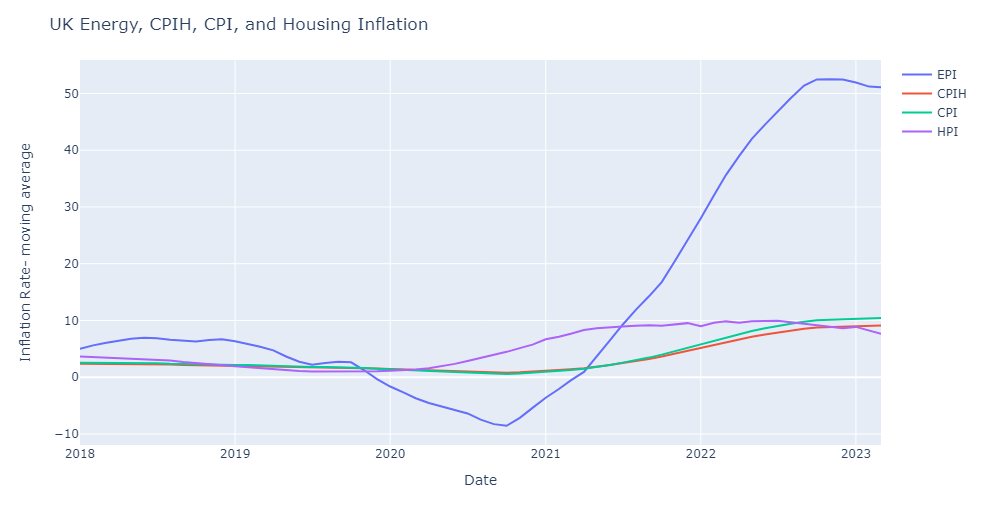 UK Energy, CPIH, CPI, and Housing Inflation
EPI
CPIH
CPI
HPI
Inflation Rate- moving average
50
40
30
20
10
0
−10
2018
2019
2020
2021
2022
2023
Date